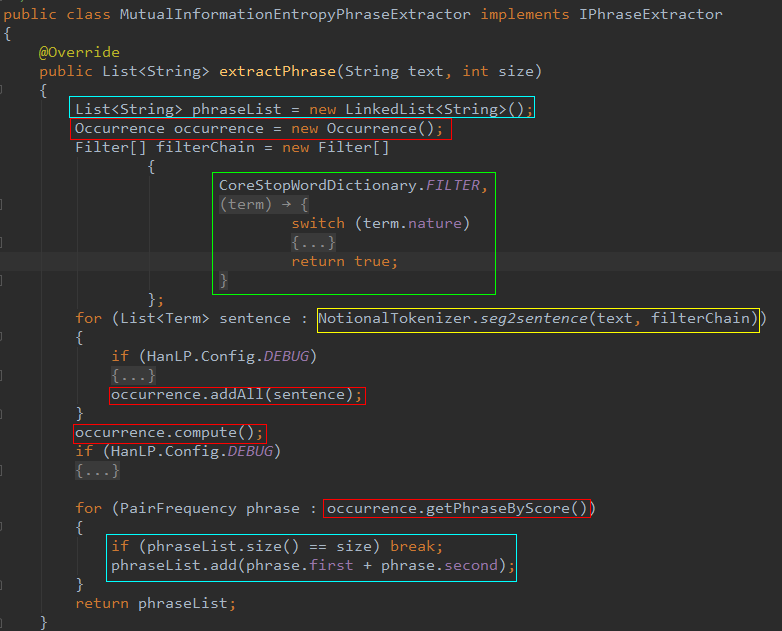 public class MutualInformationEntropyPhraseExtractor implements IPhraseExtractor
{
    @Override
    public List<String> extractPhrase(String text, int size)
    {
        List<String> phraseList = new LinkedList<String>();
        Occurrence occurrence = new Occurrence();
        Filter[] filterChain = new Filter[]
                {
                        CoreStopWordDictionary.FILTER,
                        (term) → {
                                switch (term.nature)
                                {...}
                                return true;
                        }
                };
        for (List<Term> sentence : NotionalTokenizer.seg2sentence(text, filterChain))
        {
            if (HanLP.Config.DEBUG)
            {...}
            occurrence.addAll(sentence);
        }
        occurrence.compute();
        if (HanLP.Config.DEBUG)
        {...}

        for (PairFrequency phrase : occurrence.getPhraseByScore())
        {
            if (phraseList.size() == size) break;
            phraseList.add(phrase.first + phrase.second);
        }
        return phraseList;
    }